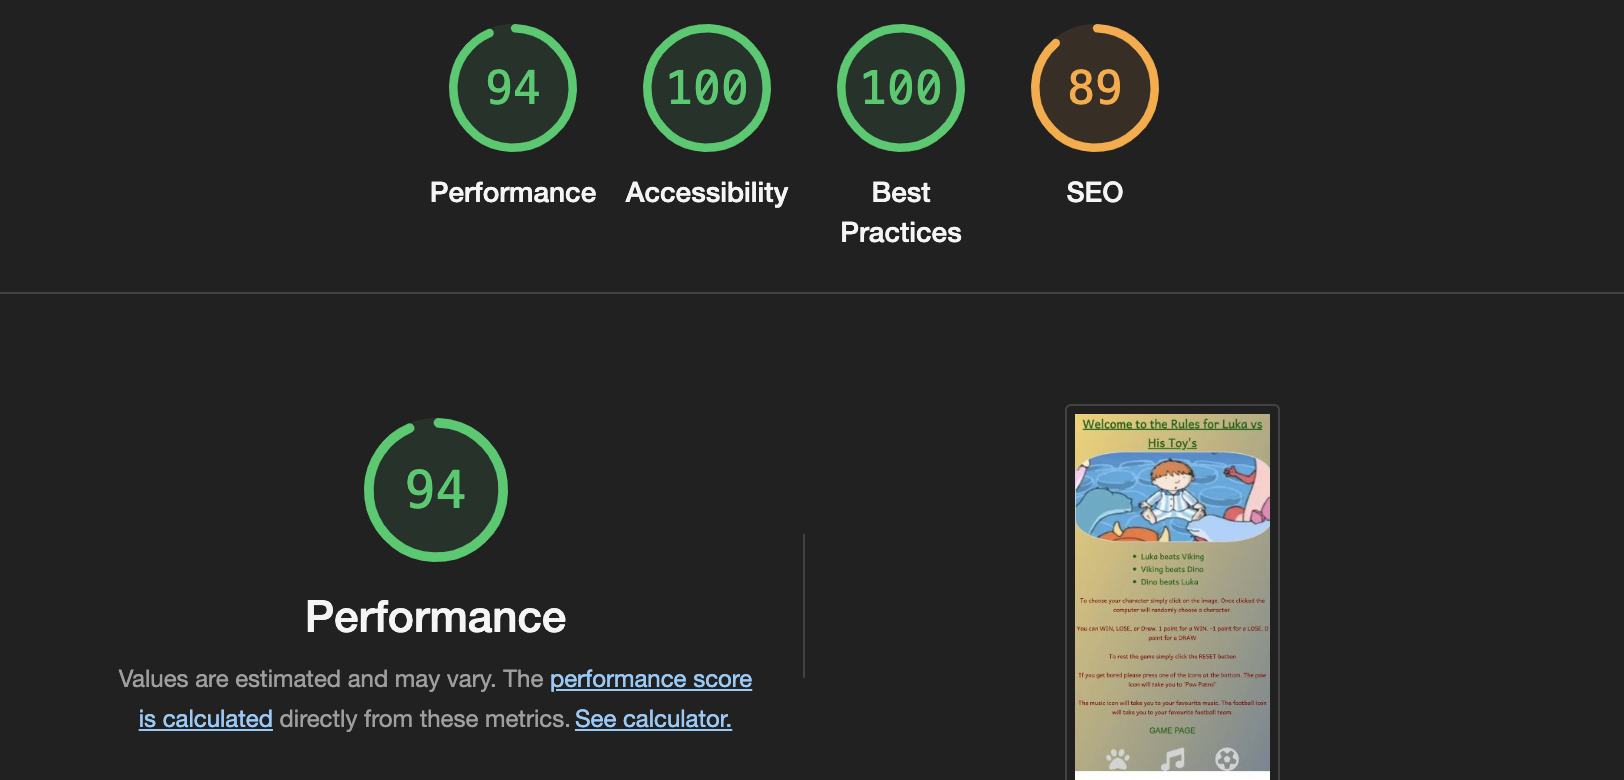 94
100
100
89
Performance
Accessibility
Best
Practices
SEO
94
Performance
Values are estimated and may vary. The performance score
is calculated directly from these metrics. See calculator.
Welcome to the Rules for Luka vs
His Toy's
Luka beats Viking
Viking beats Dino
Dino beats Luka
To choose your character simply click on the image. Once clicked the
computer will randomly choose a character.
You can WIN, LOSE, or Draw. 1 point for a WIN. -1 point for a LOSE. 0
point for a DRAW
To rest the game simply click the RESET button
If you get bored please press one of the icons at the bottom. The paw
icon will take you to "Paw Patrol"
The music icon will take you to your favourite music. The football icon
will take you to your favourite football team.
GAME PAGE